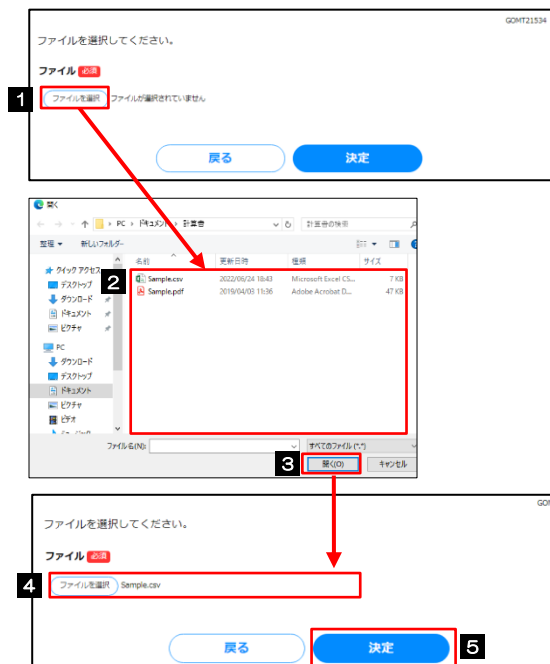 GOMT21534
ファイルを選択してください。
ファイル 必須
1 ファイルを選択 ファイルが選択されていません
戻る 決定
開く
PC › ドキュメント › 計算書 計算書の検索
整理 新しいフォルダー
名前 更新日時 種類 サイズ
クイック アクセス
2
デスクトップ
ダウンロード
ドキュメント
ピクチャ
PC
ダウンロード
デスクトップ
ドキュメント
ピクチャ
ビデオ
Sample.csv 2022/06/24 18:43 Microsoft Excel CS... 7 KB
Sample.pdf 2019/04/03 11:36 Adobe Acrobat D... 47 KB
ファイル名(N): すべてのファイル (*.*)
3 開く(O) キャンセル
GOM
ファイルを選択してください。
ファイル 必須
4 ファイルを選択 Sample.csv
戻る 決定 5